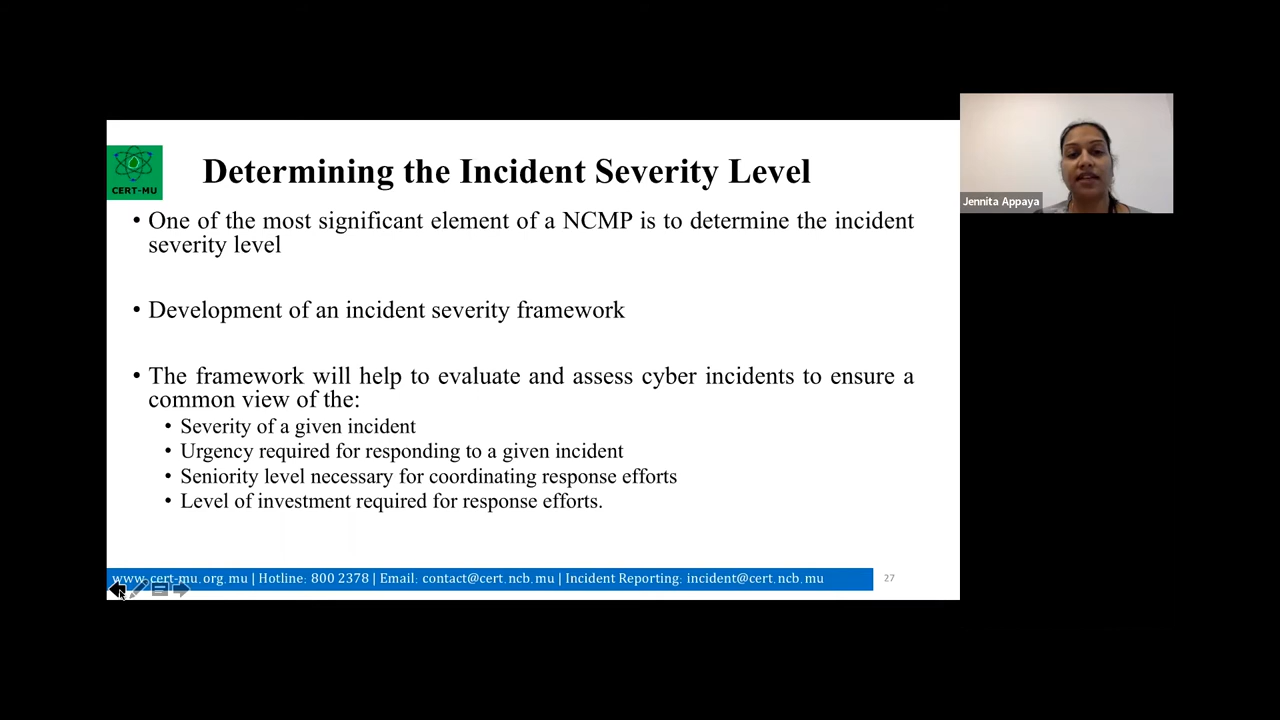 CERT-MU
Determining the Incident Severity Level
• One of the most significant element of a NCMP is to determine the incident
severity level
• Development of an incident severity framework
• The framework will help to evaluate and assess cyber incidents to ensure a
common view of the:
• Severity of a given incident
• Urgency required for responding to a given incident
• Seniority level necessary for coordinating response efforts
• Level of investment required for response efforts.
www.cert-mu.org.mu | Hotline: 800 2378 | Email: contact@cert.ncb.mu | Incident Reporting: incident@cert.ncb.mu
27
Jennita Appaya